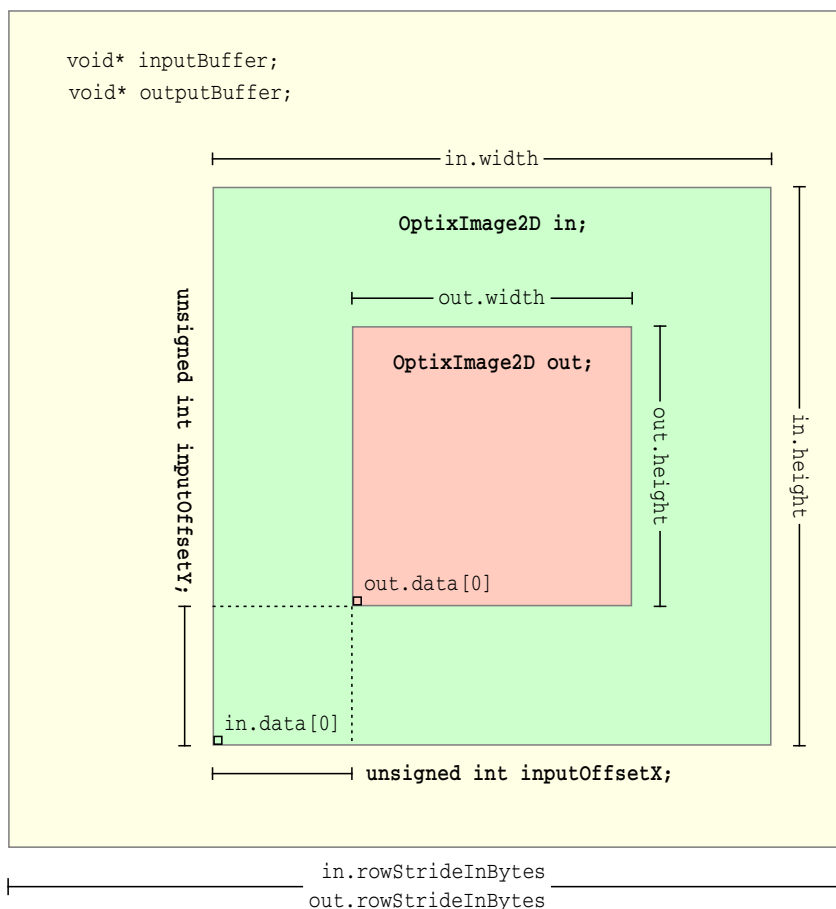 void* inputBuffer;
void* outputBuffer;
in.width
OptixImage2D in;
out.width
OptixImage2D out;
unsigned int inputOffsetY;
out.height
in.height
out.data[0]
in.data[0]
unsigned int inputOffsetX;
in.rowStrideInBytes
out.rowStrideInBytes